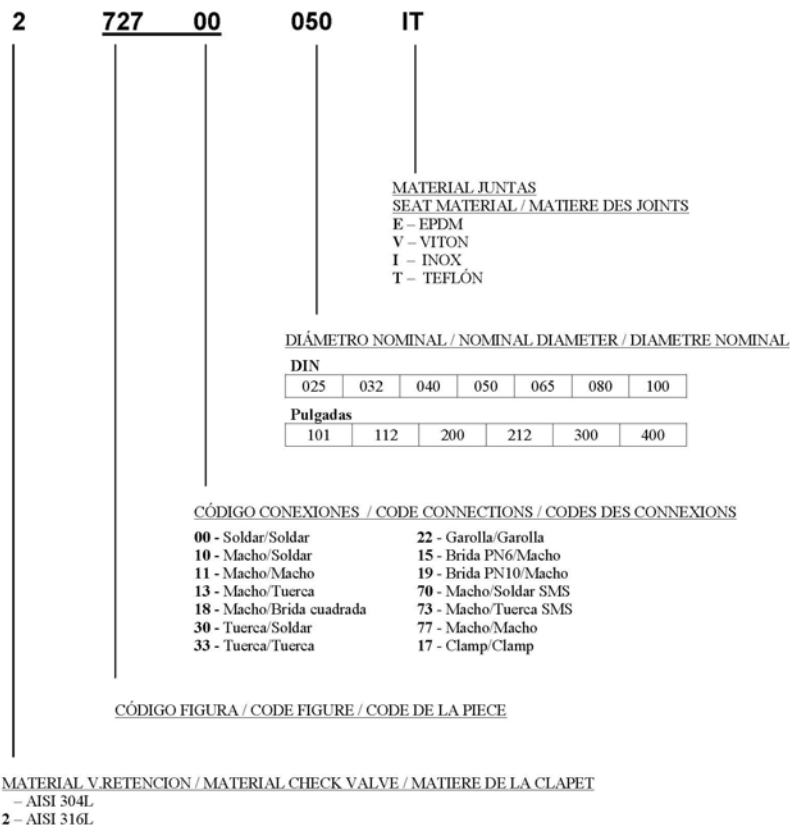 2 727 00 050 IT
MATERIAL JUNTAS
SEAT MATERIAL / MATIERE DES JOINTS
E – EPDM
V – VITON
I – INOX
T – TEFLÓN
DIÁMETRO NOMINAL / NOMINAL DIAMETER / DIAMETRE NOMINAL
DIN
025 032 040 050 065 080 100
Pulgadas
101 112 200 212 300 400
CÓDIGO CONEXIONES / CODE CONNECTIONS / CODES DES CONNEXIONS
00 - Soldar/Soldar
10 - Macho/Soldar
11 - Macho/Macho
13 - Macho/Tuerca
18 - Macho/Brida cuadrada
30 - Tuerca/Soldar
33 - Tuerca/Tuerca
22 - Garolla/Garolla
15 - Brida PN6/Macho
19 - Brida PN10/Macho
70 - Macho/Soldar SMS
73 - Macho/Tuerca SMS
77 - Macho/Macho
17 - Clamp/Clamp
CÓDIGO FIGURA / CODE FIGURE / CODE DE LA PIECE
MATERIAL V.RETENCION / MATERIAL CHECK VALVE / MATIERE DE LA CLAPET
– AISI 304L
2 – AISI 316L